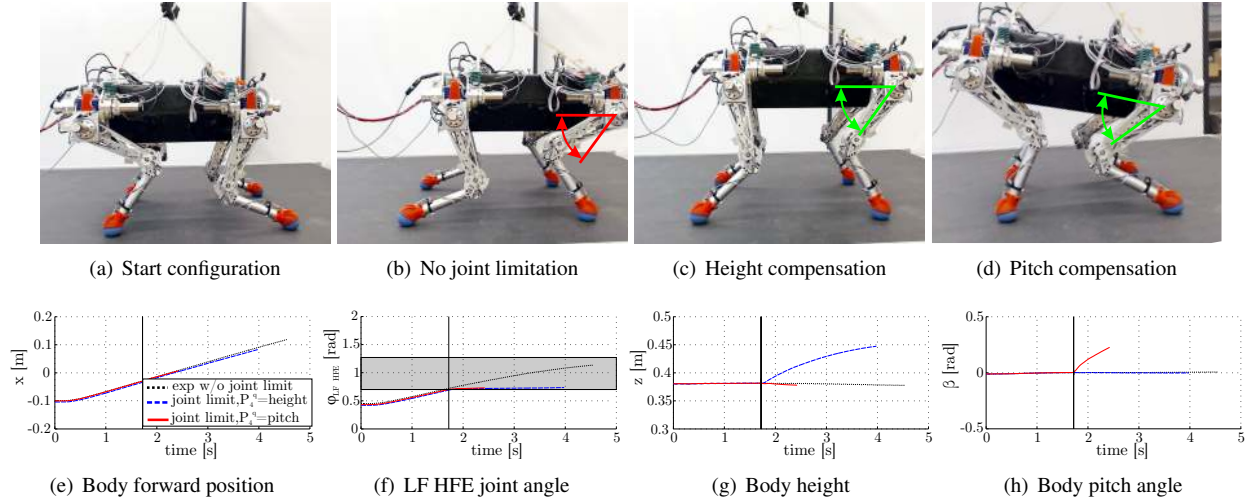 (a) Start configuration
(b) No joint limitation
(c) Height compensation
(d) Pitch compensation
0.2
0.1
0
-0.1
-0.2
x [m]
0 1 2 3 4 5
time [s]
exp w/o joint limit
joint limit,P₄^q=height
joint limit,P₄^q=pitch
(e) Body forward position
2
1.5
1
0.5
0
φLF HFE [rad]
0 1 2 3 4 5
time [s]
(f) LF HFE joint angle
0.5
0.45
0.4
0.35
0.3
z [m]
0 1 2 3 4 5
time [s]
(g) Body height
0.5
0
-0.5
β [rad]
0 1 2 3 4 5
time [s]
(h) Body pitch angle